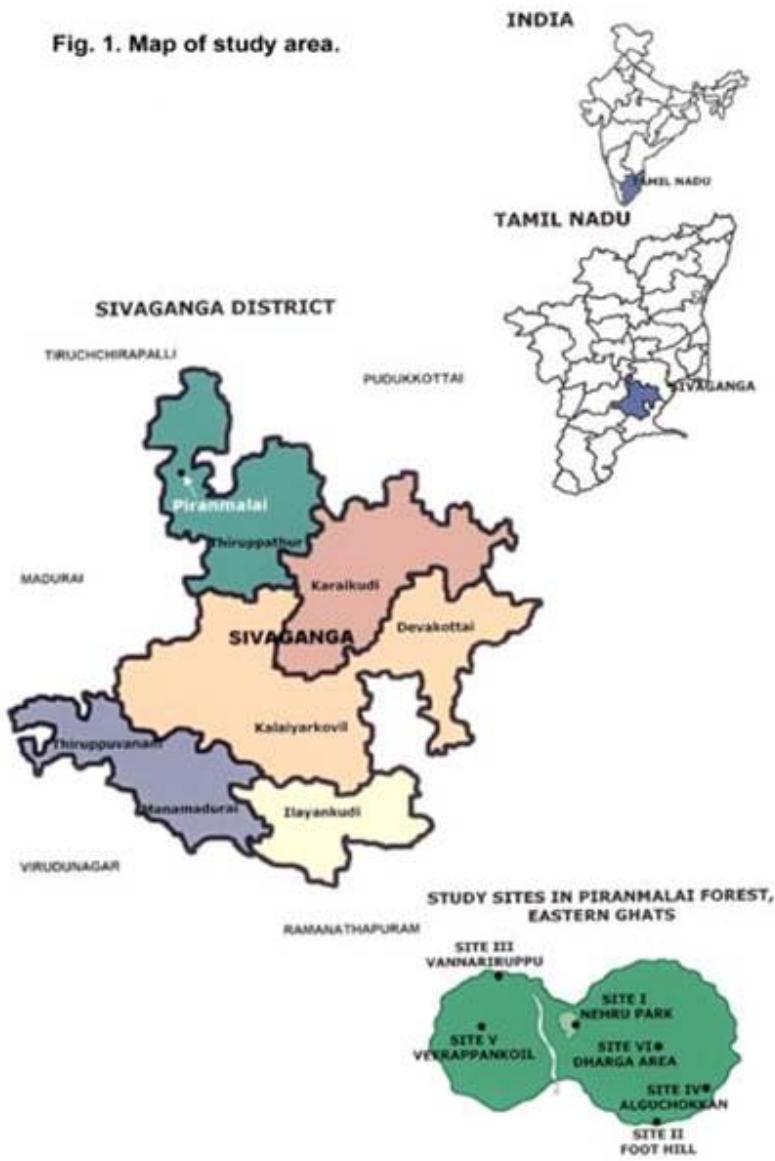 Fig. 1. Map of study area.
INDIA
TAMIL NADU
TAMIL NADU
SIVAGANGA
SIVAGANGA DISTRICT
TIRUCHCHIRAPALLI
PUDUKKOTTAI
Piranmalai
Thiruppathur
MADURAI
Karaikudi
SIVAGANGA
Devakottai
Kalaiyarkovil
Thiruppuvanam
Manamadurai
Ilayankudi
VIRUDUNAGAR
RAMANATHAPURAM
STUDY SITES IN PIRANMALAI FOREST,
EASTERN GHATS
SITE III
VANNARIRUPPU
SITE I
NEHRU PARK
SITE V
VEERAPPANKOIL
SITE VI
DHARGA AREA
SITE IV
ALGUCHOKKAN
SITE II
FOOT HILL